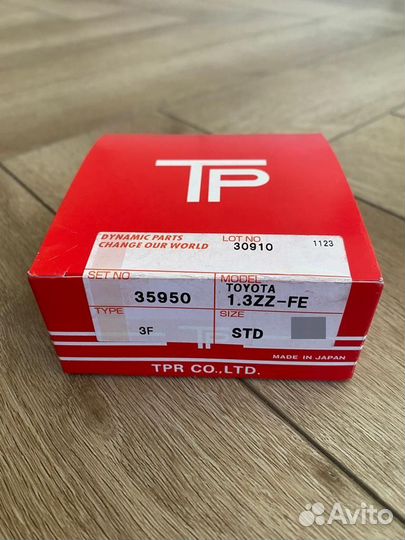 TP
DYNAMIC PARTS
CHANGE OUR WORLD
LOT NO
30910
1123
SET NO
35950
MODEL
TOYOTA
1.3ZZ-FE
TYPE
3F
SIZE
STD
TP
MADE IN JAPAN
TPR CO.,LTD.
Avito